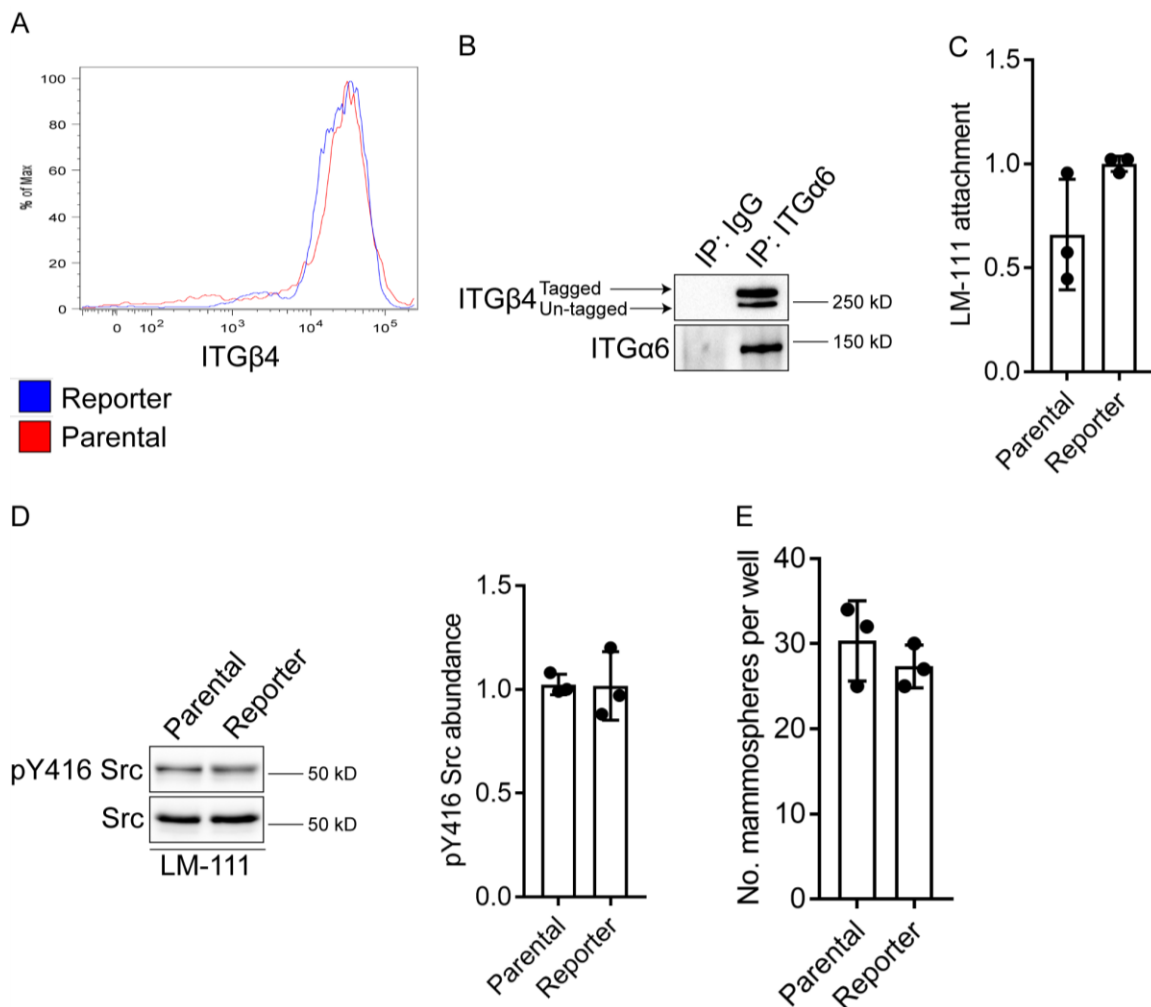 A
% of Max
100
80
60
40
20
0
0 10² 10³ 10⁴ 10⁵
ITGβ4
Reporter
Parental
B
IP: IgG
IP: ITGα6
ITGβ4
Tagged
Un-tagged
250 kD
ITGα6
150 kD
C
LM-111 attachment
1.5
1.0
0.5
0.0
Parental
Reporter
D
Parental
Reporter
pY416 Src
50 kD
Src
50 kD
LM-111
pY416 Src abundance
1.5
1.0
0.5
0.0
Parental
Reporter
E
No. mammospheres per well
40
30
20
10
0
Parental
Reporter